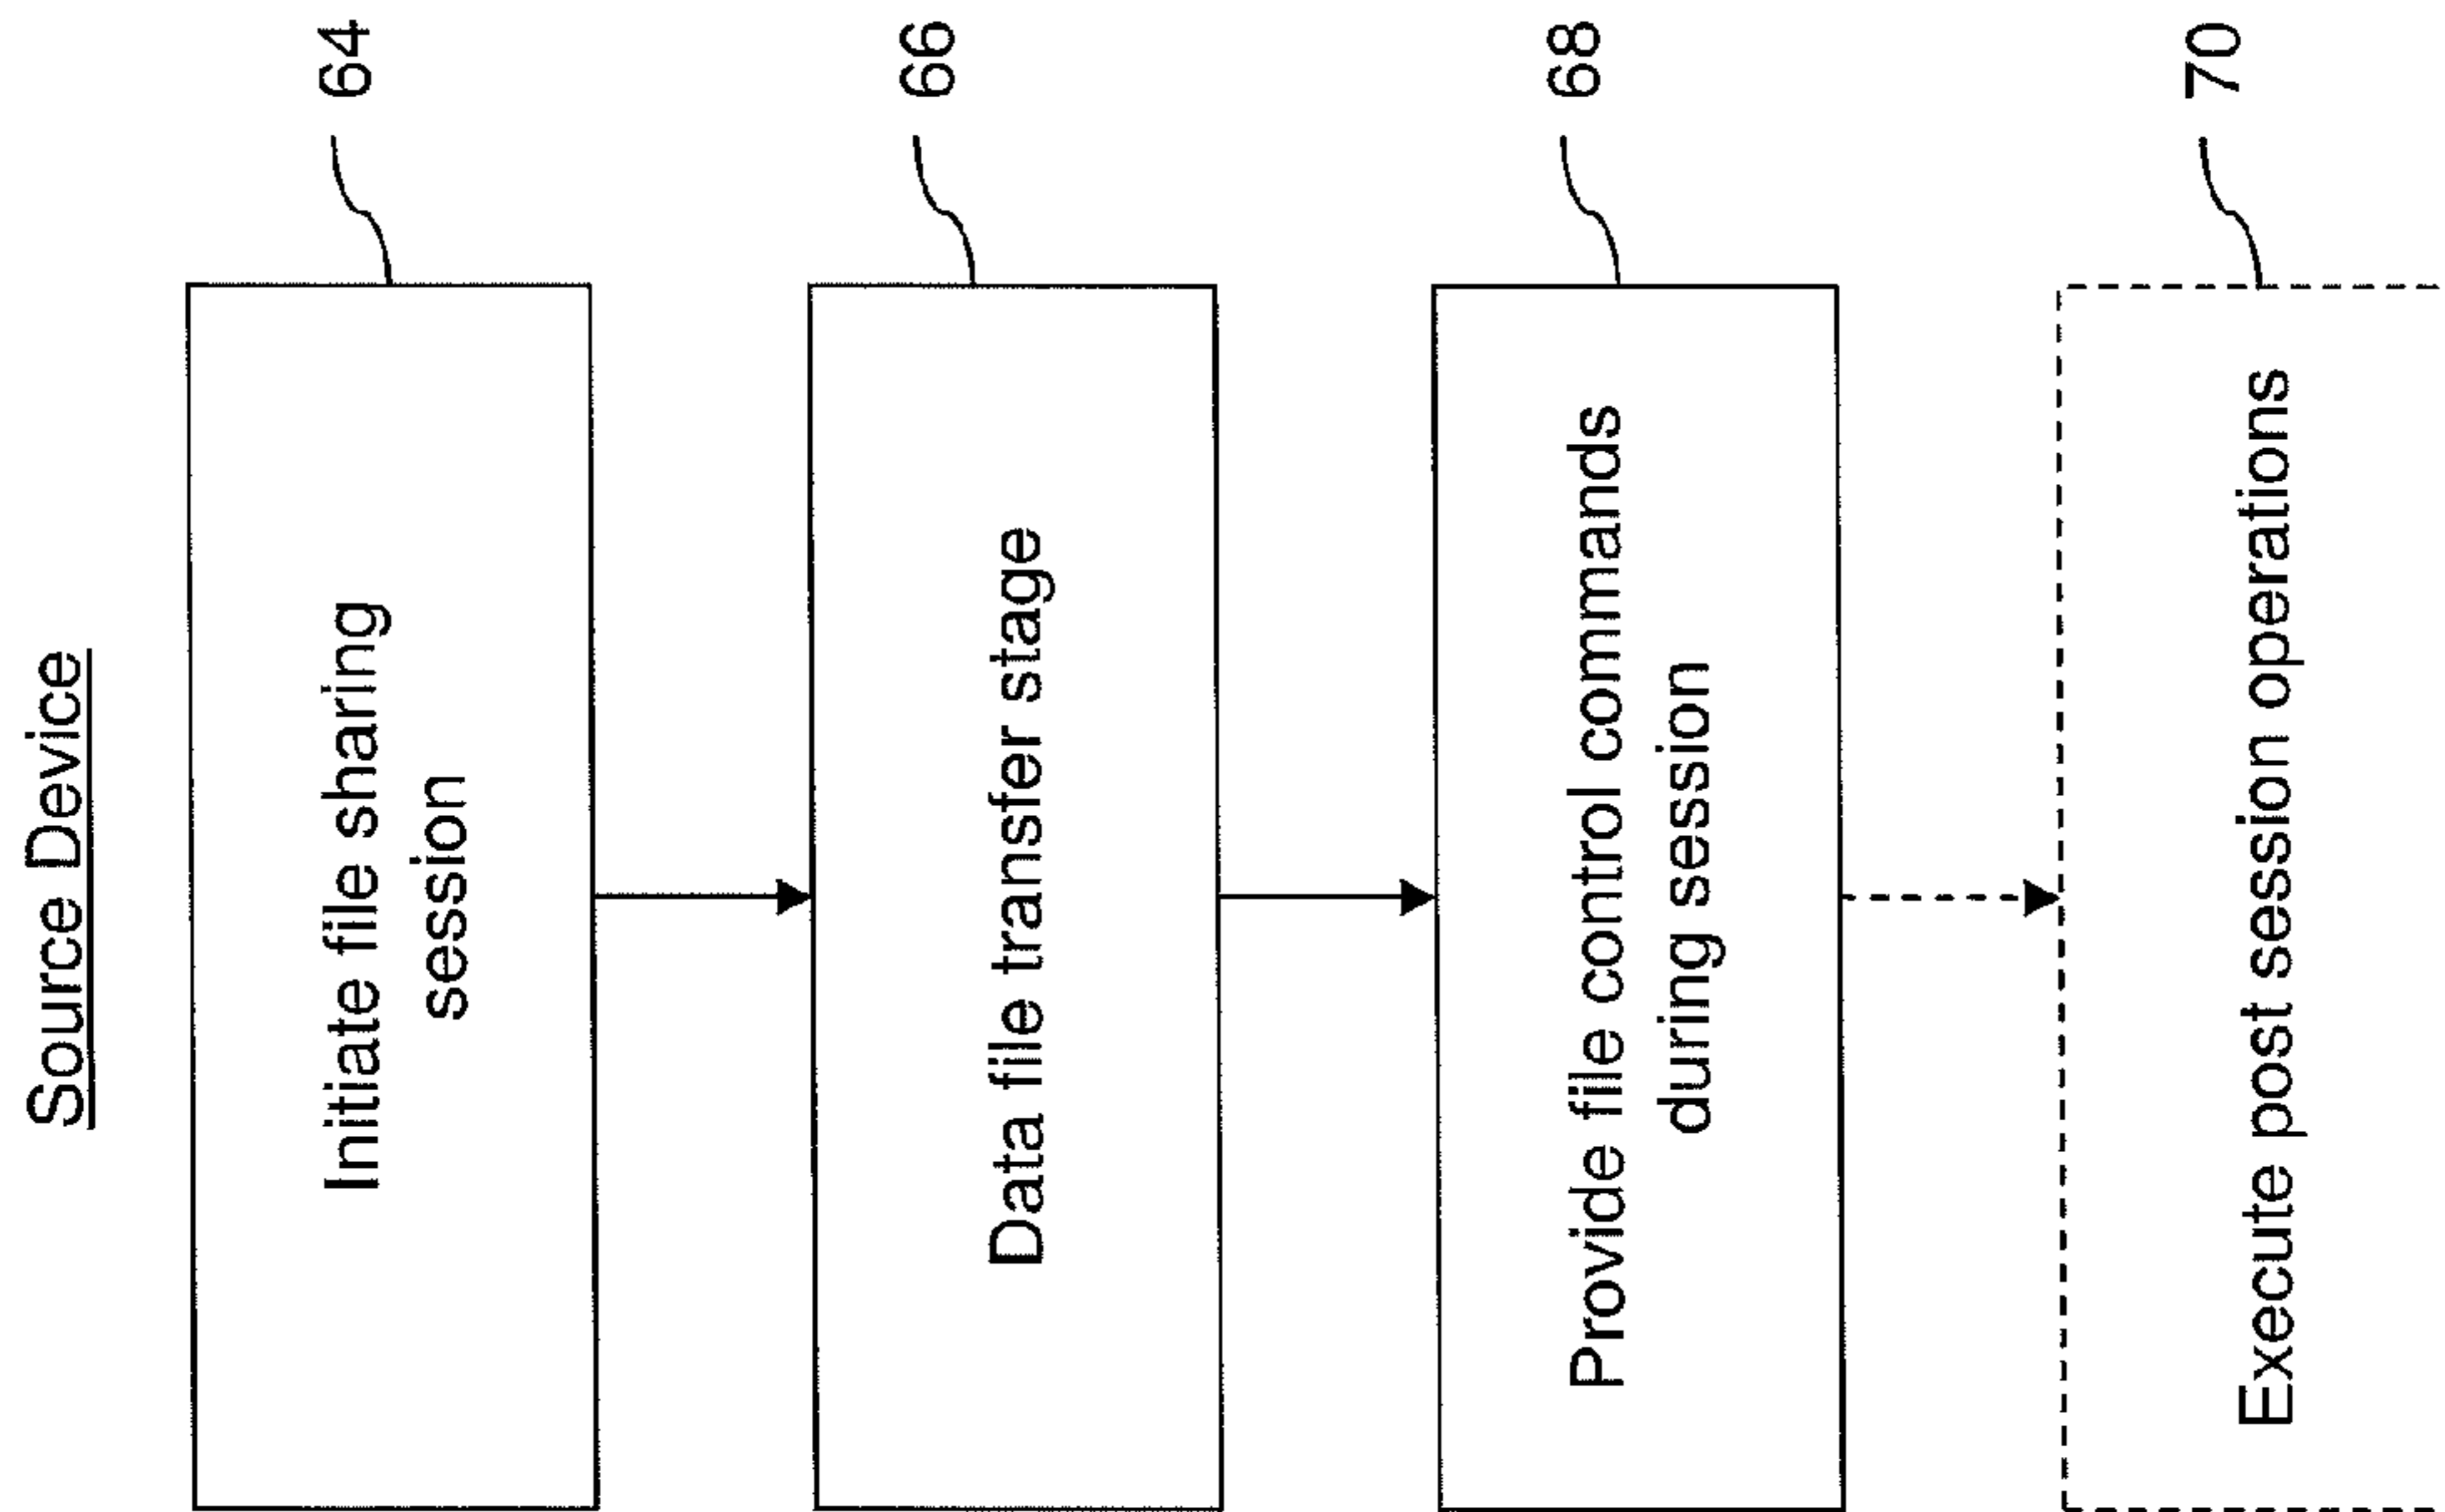 Source Device
Initiate file sharing
session
64
Data file transfer stage
66
Provide file control commands
during session
68
Execute post session operations
70